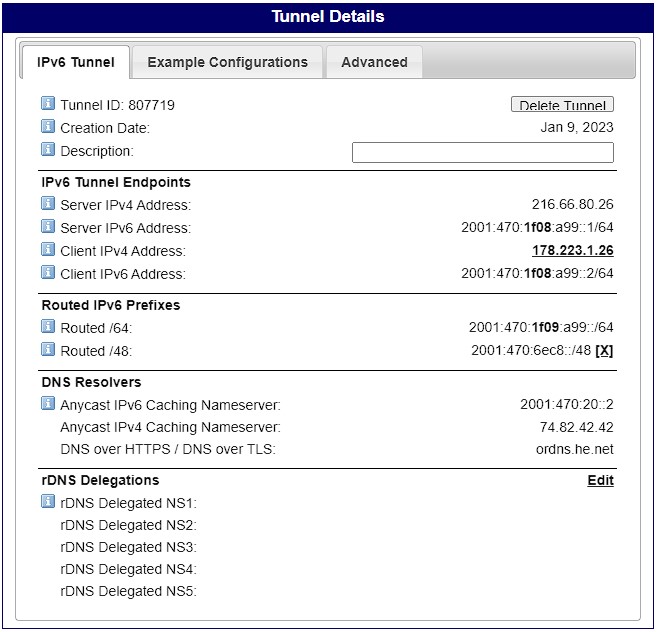 Tunnel Details
IPv6 Tunnel Example Configurations Advanced
Tunnel ID: 807719 Delete Tunnel
Creation Date: Jan 9, 2023
Description:
IPv6 Tunnel Endpoints
Server IPv4 Address: 216.66.80.26
Server IPv6 Address: 2001:470:1f08:a99::1/64
Client IPv4 Address: 178.223.1.26
Client IPv6 Address: 2001:470:1f08:a99::2/64
Routed IPv6 Prefixes
Routed /64: 2001:470:1f09:a99::/64
Routed /48: 2001:470:6ec8::/48 [X]
DNS Resolvers
Anycast IPv6 Caching Nameserver: 2001:470:20::2
Anycast IPv4 Caching Nameserver: 74.82.42.42
DNS over HTTPS / DNS over TLS: ordns.he.net
rDNS Delegations Edit
rDNS Delegated NS1:
rDNS Delegated NS2:
rDNS Delegated NS3:
rDNS Delegated NS4:
rDNS Delegated NS5: